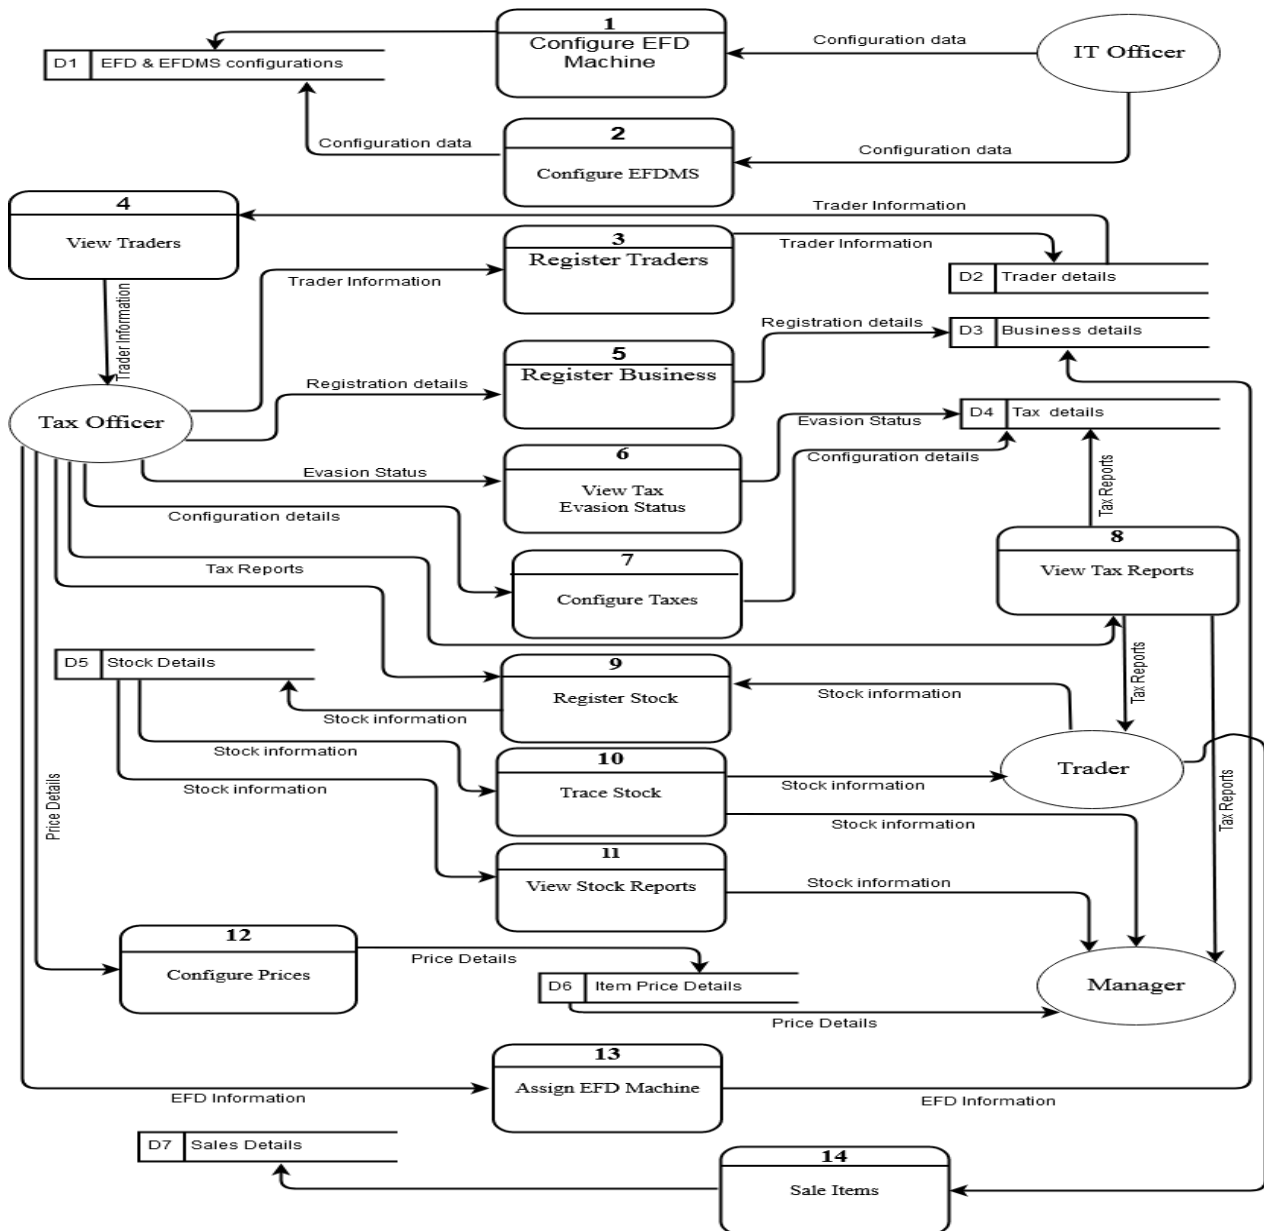 1
Configure EFD
Machine
Configuration data
IT Officer
D1 EFD & EFDMS configurations
2
Configure EFDMS
Configuration data
Configuration data
4
View Traders
Trader Information
3
Register Traders
Trader Information
Trader Information
D2 Trader details
Trader Information
Registration details
D3 Business details
5
Register Business
Registration details
Tax Officer
D4 Tax details
Evasion Status
6
View Tax
Evasion Status
Evasion Status
Configuration details
Configuration details
Tax Reports
8
View Tax Reports
7
Configure Taxes
Tax Reports
D5 Stock Details
9
Register Stock
Stock information
Stock information
Tax Reports
Stock information
10
Trace Stock
Stock information
Trader
Stock information
Stock information
Price Details
Tax Reports
11
View Stock Reports
Stock information
12
Configure Prices
Price Details
D6 Item Price Details
Manager
Price Details
13
Assign EFD Machine
EFD Information
EFD Information
D7 Sales Details
14
Sale Items